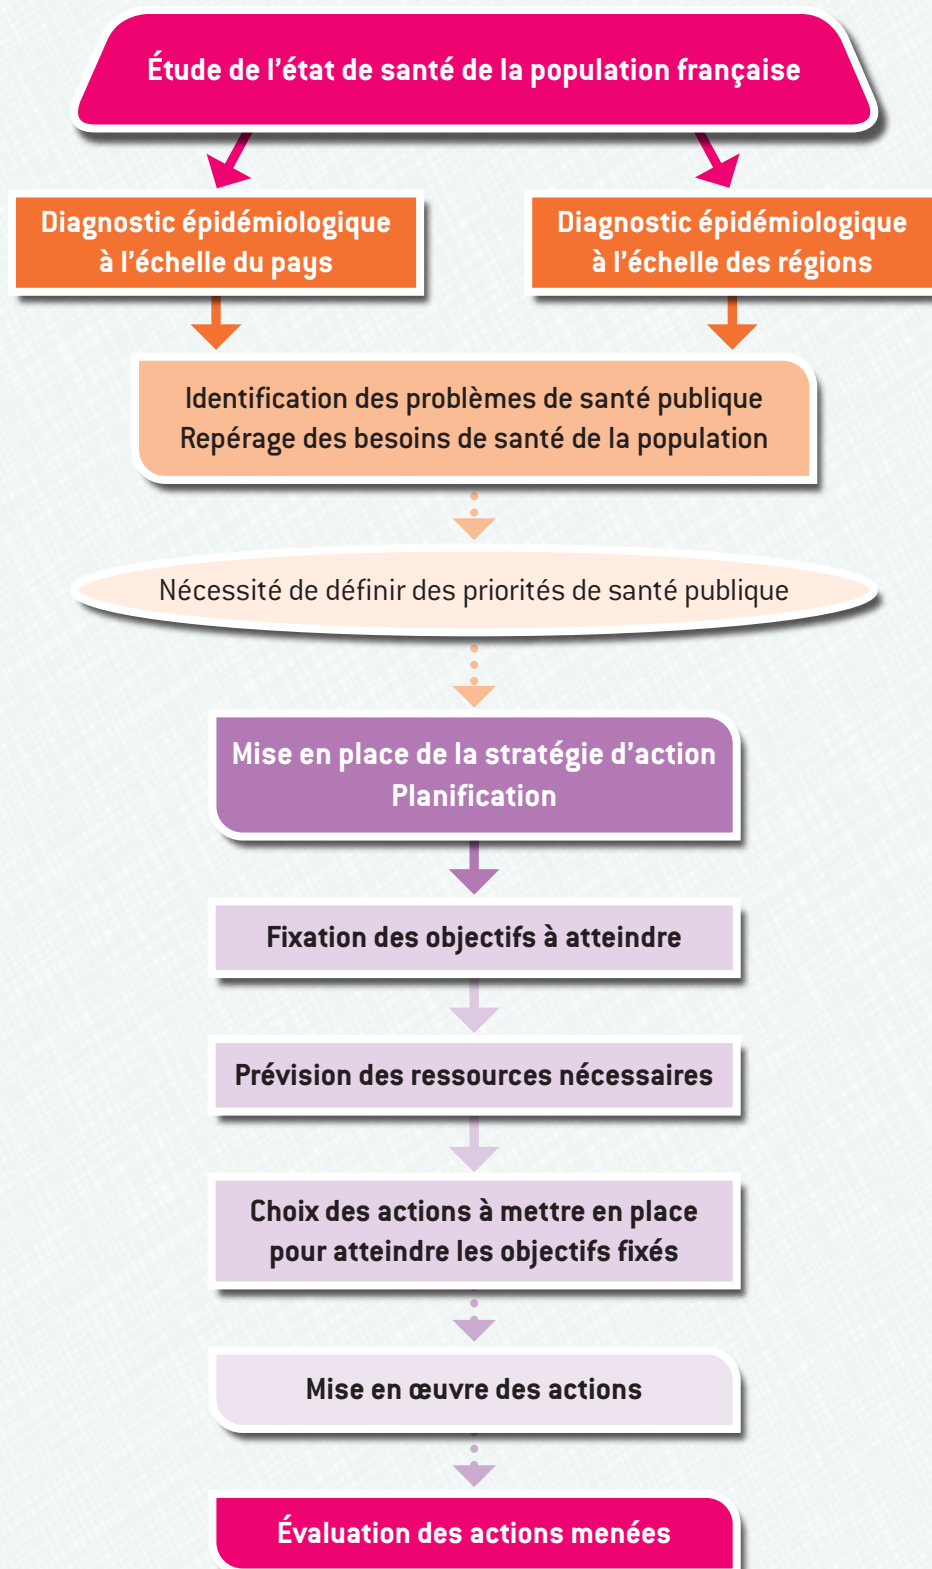 Étude de l’état de santé de la population française
Diagnostic épidémiologique
à l’échelle du pays
Diagnostic épidémiologique
à l’échelle des régions
Identification des problèmes de santé publique
Repérage des besoins de santé de la population
Nécessité de définir des priorités de santé publique
Mise en place de la stratégie d’action
Planification
Fixation des objectifs à atteindre
Prévision des ressources nécessaires
Choix des actions à mettre en place
pour atteindre les objectifs fixés
Mise en œuvre des actions
Évaluation des actions menées